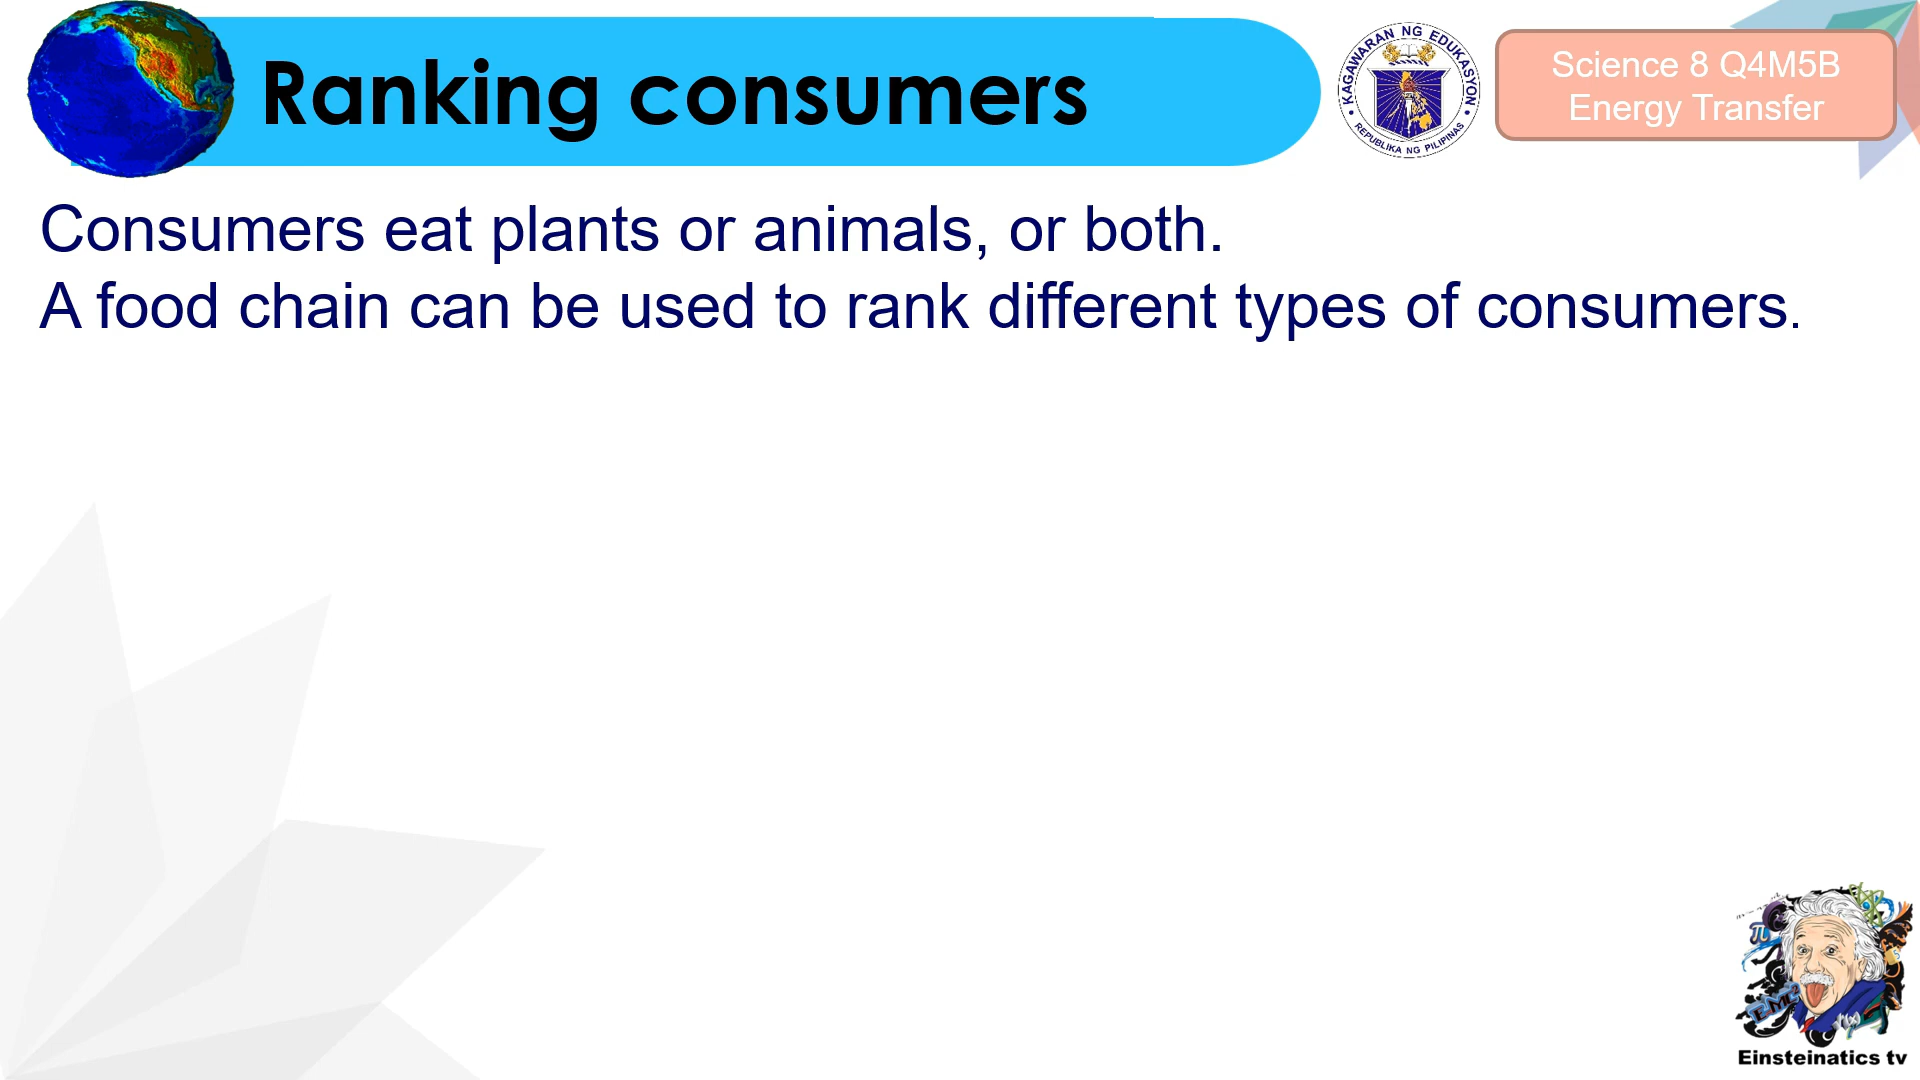 Ranking consumers
KAGAWARAN NG EDUKASYON
REPUBLIKA NG PILIPINAS
Science 8 Q4M5B
Energy Transfer
Consumers eat plants or animals, or both.
A food chain can be used to rank different types of consumers.
π
E=MC²
f(x)
Einsteinatics tv